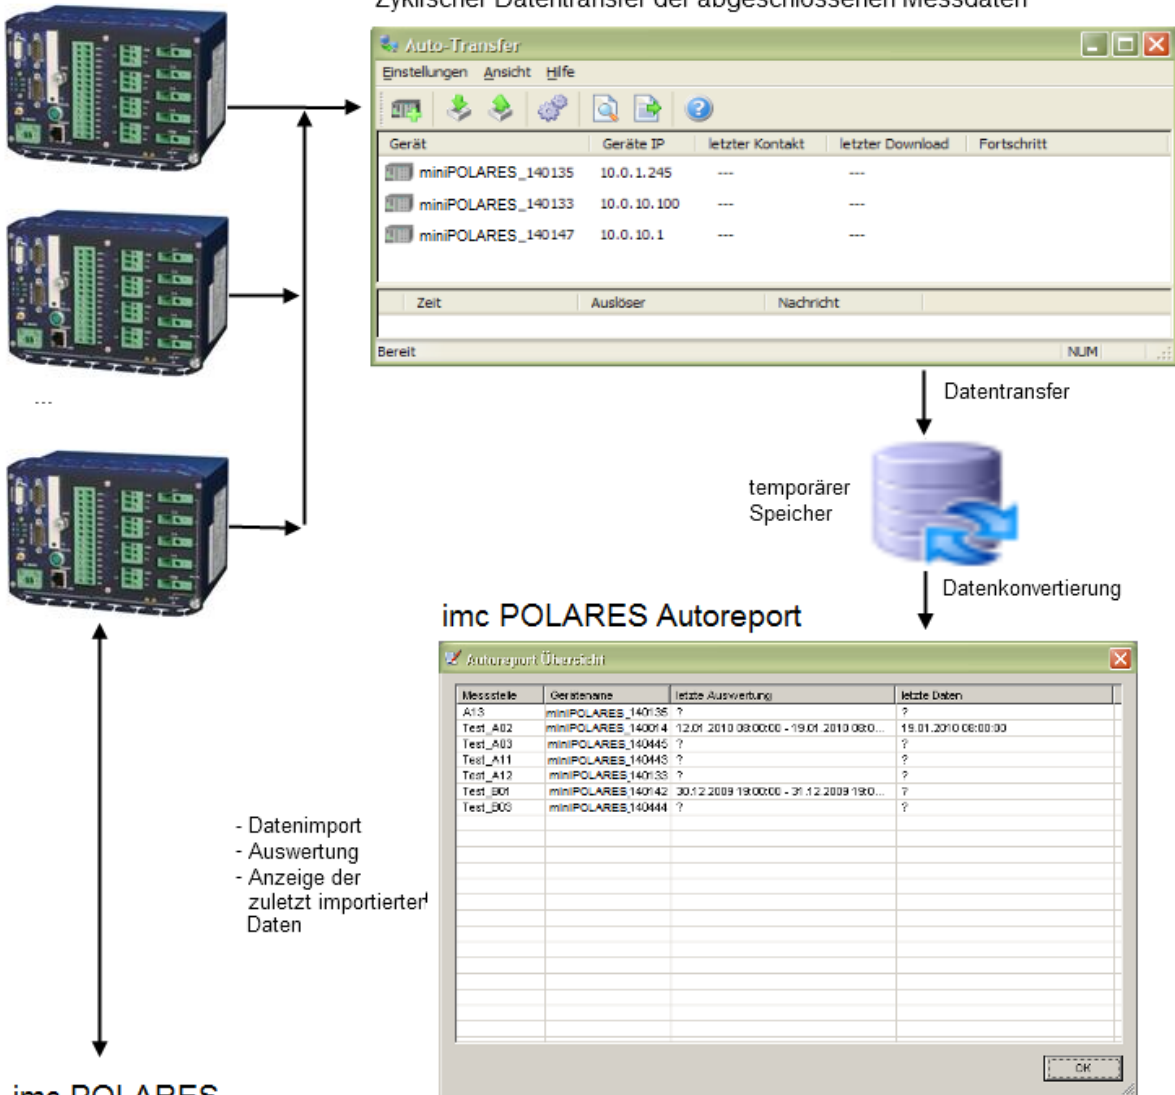 Zyklischer Datentransfer der abgeschlossenen Messdaten
Auto-Transfer
Einstellungen Ansicht Hilfe
Gerät Geräte IP letzter Kontakt letzter Download Fortschritt
miniPOLARES_140135 10.0.1.245 --- ---
miniPOLARES_140133 10.0.10.100 --- ---
miniPOLARES_140147 10.0.10.1 --- ---
Zeit Auslöser Nachricht
Bereit NUM
...
Datentransfer
temporärer
Speicher
Datenkonvertierung
imc POLARES Autoreport
Autoreport Übersicht
Messstelle Gerätename letzte Auswertung letzte Daten
A13 miniPOLARES_140135 ? ?
Test_A02 miniPOLARES_140014 12.01.2010 08:00:00 - 19.01.2010 08:0... 19.01.2010 08:00:00
Test_A03 miniPOLARES_140445 ? ?
Test_A11 miniPOLARES_140443 ? ?
Test_A12 miniPOLARES_140133 ? ?
Test_B01 miniPOLARES_140142 30.12.2009 19:00:00 - 31.12.2009 19:0... ?
Test_B03 miniPOLARES_140444 ? ?
- Datenimport
- Auswertung
- Anzeige der
zuletzt importierten
Daten
OK
imc POLARES